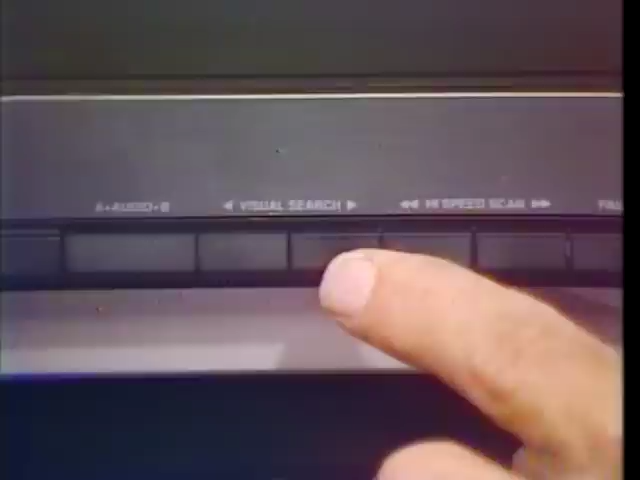 A•AUDIO•B ◀ VISUAL SEARCH ▶ ◀◀ HI SPEED SCAN ▶▶